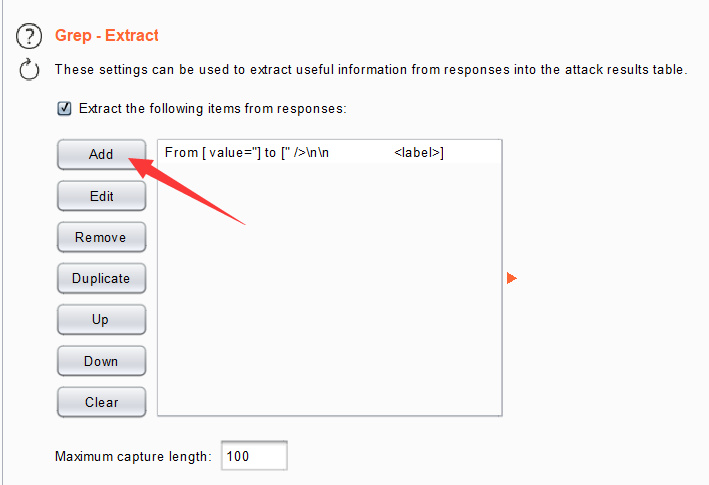 Grep - Extract
These settings can be used to extract useful information from responses into the attack results table.
Extract the following items from responses:
Add
From [ value="] to [" />\n\n <label>]
Edit
Remove
Duplicate
Up
Down
Clear
Maximum capture length: 100